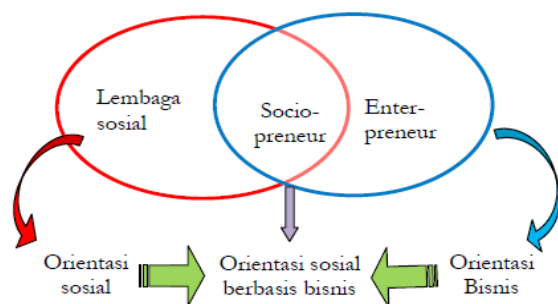 Lembaga
sosial
Socio-
preneur
Enter-
preneur
Orientasi
sosial
Orientasi sosial
berbasis bisnis
Orientasi
Bisnis